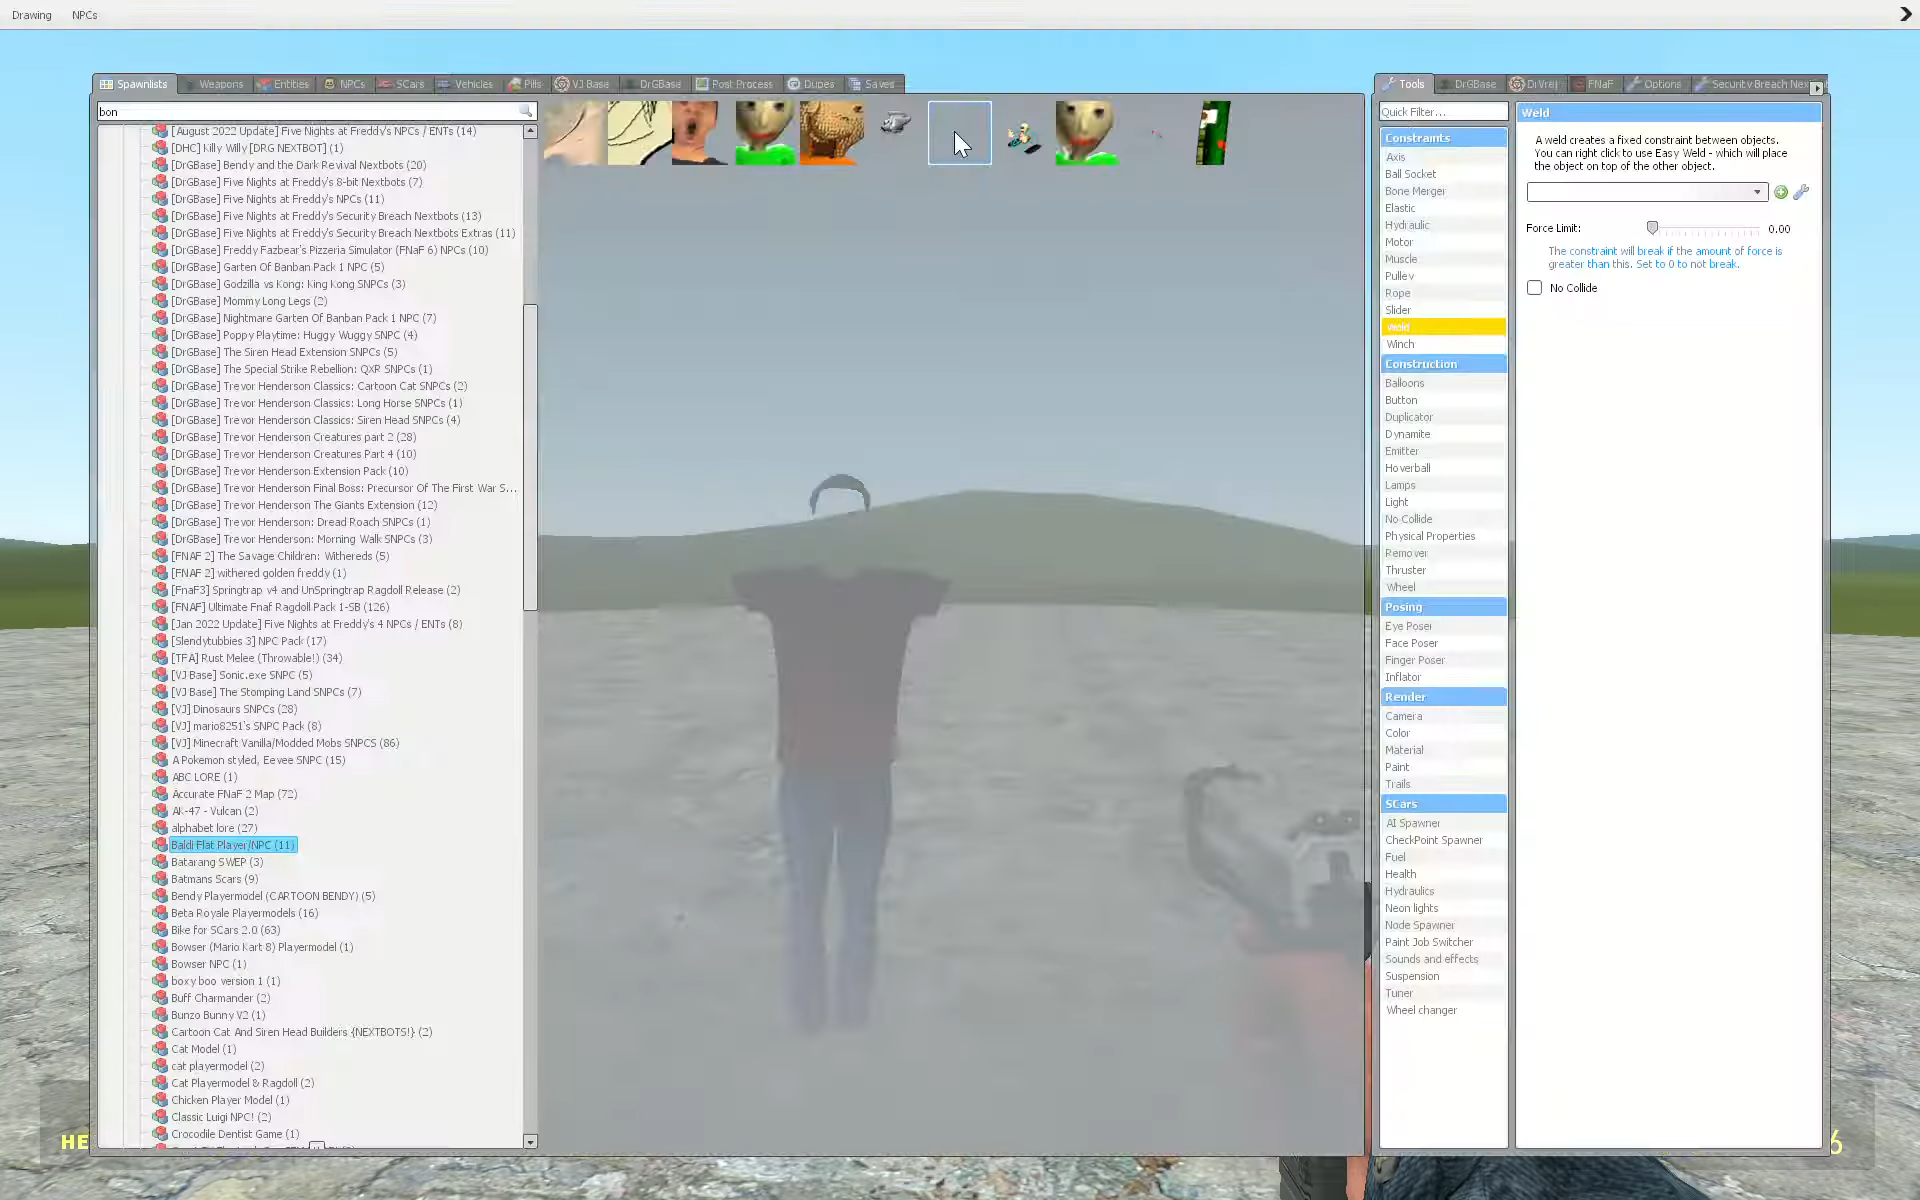 Drawing NPCs
Spawnlists Weapons Entities NPCs SCars Vehicles Pills VJ Base DrGBase Post Process Dupes Saves
bon
[August 2022 Update] Five Nights at Freddy's NPCs / ENTs (14)
[DHC] Killy Willy [DRG NEXTBOT] (1)
[DrGBase] Bendy and the Dark Revival Nextbots (20)
[DrGBase] Five Nights at Freddy's 8-bit Nextbots (7)
[DrGBase] Five Nights at Freddy's NPCs (11)
[DrGBase] Five Nights at Freddy's Security Breach Nextbots (13)
[DrGBase] Five Nights at Freddy's Security Breach Nextbots Extras (11)
[DrGBase] Freddy Fazbear's Pizzeria Simulator (FNaF 6) NPCs (10)
[DrGBase] Garten Of Banban Pack 1 NPC (5)
[DrGBase] Godzilla vs Kong: King Kong SNPCs (3)
[DrGBase] Mommy Long Legs (2)
[DrGBase] Nightmare Garten Of Banban Pack 1 NPC (7)
[DrGBase] Poppy Playtime: Huggy Wuggy SNPC (4)
[DrGBase] The Siren Head Extension SNPCs (5)
[DrGBase] The Special Strike Rebellion: QXR SNPCs (1)
[DrGBase] Trevor Henderson Classics: Cartoon Cat SNPCs (2)
[DrGBase] Trevor Henderson Classics: Long Horse SNPCs (1)
[DrGBase] Trevor Henderson Classics: Siren Head SNPCs (4)
[DrGBase] Trevor Henderson Creatures part 2 (28)
[DrGBase] Trevor Henderson Creatures Part 4 (10)
[DrGBase] Trevor Henderson Extension Pack (10)
[DrGBase] Trevor Henderson Final Boss: Precursor Of The First War S...
[DrGBase] Trevor Henderson The Giants Extension (12)
[DrGBase] Trevor Henderson: Dread Roach SNPCs (1)
[DrGBase] Trevor Henderson: Morning Walk SNPCs (3)
[FNAF 2] The Savage Children: Withereds (5)
[FNAF 2] withered golden freddy (1)
[FnaF3] Springtrap v4 and UnSpringtrap Ragdoll Release (2)
[FNAF] Ultimate Fnaf Ragdoll Pack 1-SB (126)
[Jan 2022 Update] Five Nights at Freddy's 4 NPCs / ENTs (8)
[Slendytubbies 3] NPC Pack (17)
[TFA] Rust Melee (Throwable!) (34)
[VJ Base] Sonic.exe SNPC (5)
[VJ Base] The Stomping Land SNPCs (7)
[VJ] Dinosaurs SNPCs (28)
[VJ] mario8251's SNPC Pack (8)
[VJ] Minecraft Vanilla/Modded Mobs SNPCS (86)
A Pokemon styled, Eevee SNPC (15)
ABC LORE (1)
Accurate FNaF 2 Map (72)
AK-47 - Vulcan (2)
alphabet lore (27)
Baldi Flat Player/NPC (11)
Batarang SWEP (3)
Batmans Scars (9)
Bendy Playermodel (CARTOON BENDY) (5)
Beta Royale Playermodels (16)
Bike for SCars 2.0 (63)
Bowser (Mario Kart 8) Playermodel (1)
Bowser NPC (1)
boxy boo version 1 (1)
Buff Charmander (2)
Bunzo Bunny V2 (1)
Cartoon Cat And Siren Head Builders {NEXTBOTS!} (2)
Cat Model (1)
cat playermodel (2)
Cat Playermodel & Ragdoll (2)
Chicken Player Model (1)
Classic Luigi NPC! (2)
Crocodile Dentist Game (1)
HE
Tools DrGBase DrVrej FNaF Options Security Breach Nex
Quick Filter...
Constraints
Axis
Ball Socket
Bone Merger
Elastic
Hydraulic
Motor
Muscle
Pulley
Rope
Slider
Weld
Winch
Construction
Balloons
Button
Duplicator
Dynamite
Emitter
Hoverball
Lamps
Light
No Collide
Physical Properties
Remover
Thruster
Wheel
Posing
Eye Poser
Face Poser
Finger Poser
Inflator
Render
Camera
Color
Material
Paint
Trails
SCars
AI Spawner
CheckPoint Spawner
Fuel
Health
Hydraulics
Neon lights
Node Spawner
Paint Job Switcher
Sounds and effects
Suspension
Tuner
Wheel changer
Weld
A weld creates a fixed constraint between objects.
You can right click to use Easy Weld - which will place
the object on top of the other object.
Force Limit: 0.00
The constraint will break if the amount of force is
greater than this. Set to 0 to not break.
No Collide
6